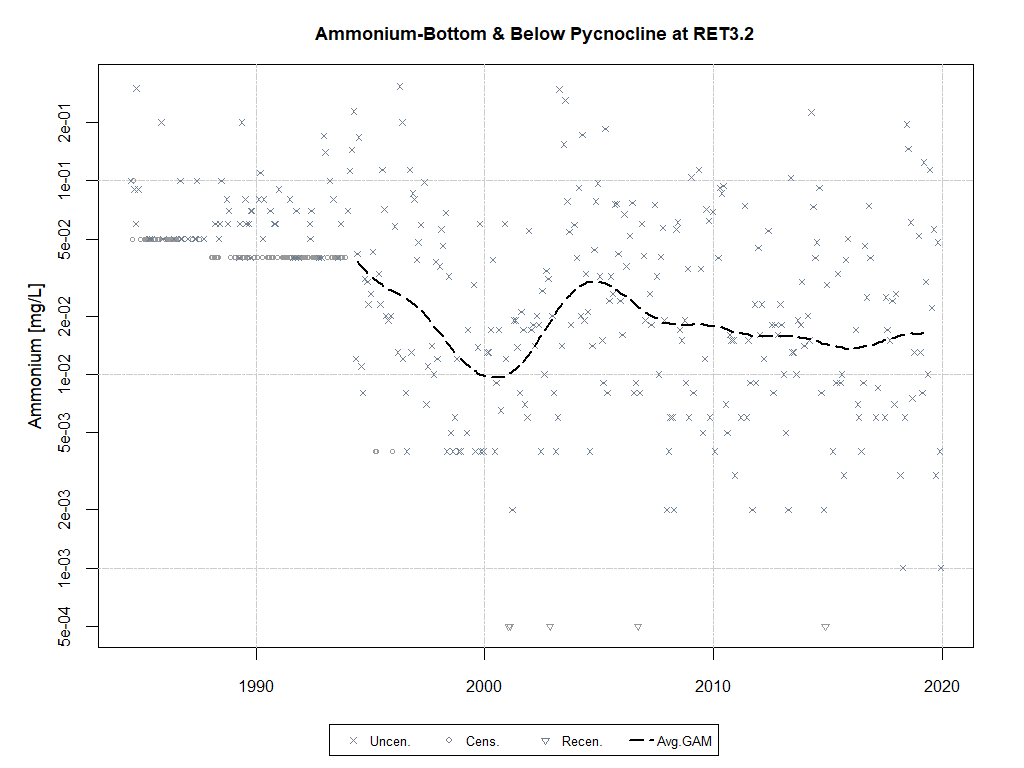 Ammonium-Bottom & Below Pycnocline at RET3.2
Ammonium [mg/L]
2e-01
1e-01
5e-02
2e-02
1e-02
5e-03
2e-03
1e-03
5e-04
1990 2000 2010 2020
Uncen. Cens. Recen. Avg.GAM